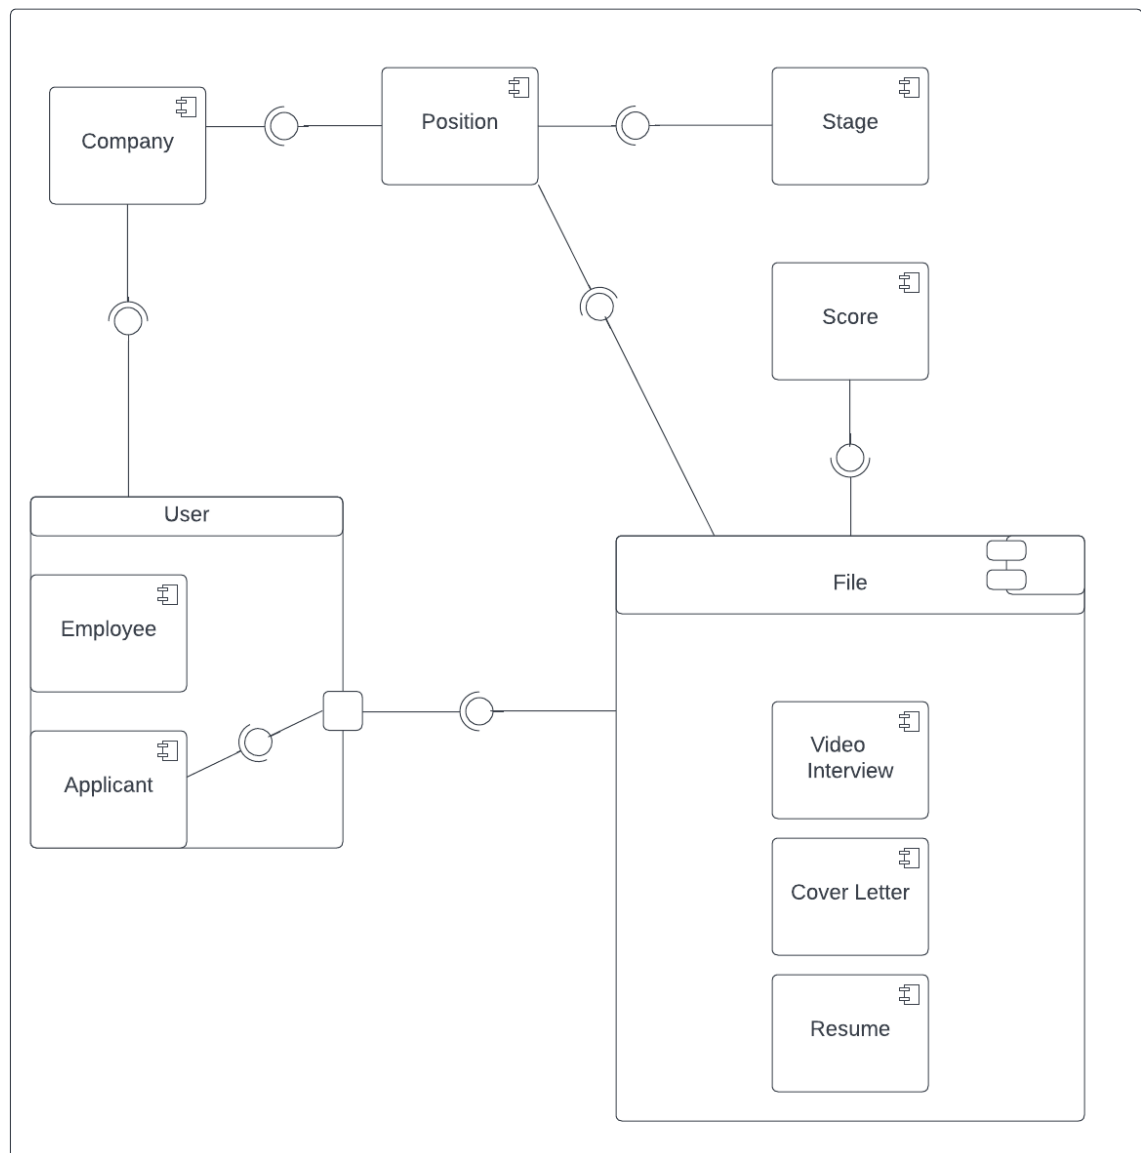 Company
Position
Stage
Score
User
Employee
Applicant
File
Video
Interview
Cover Letter
Resume